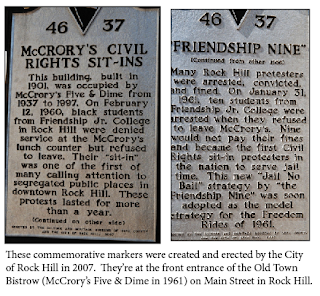 46 37
McCRORY'S CIVIL
RIGHTS SIT-INS
This building, built in
1901, was occupied by
McCrory's Five & Dime from
1937 to 1997. On February
12, 1960, black students
from Friendship Jr. College
in Rock Hill were denied
service at the McCrory's
lunch counter but refused
to leave. Their "sit-in"
was one of the first of
many calling attention to
segregated public places in
downtown Rock Hill. These
protests lasted for more
than a year.
(Continued on other side)
46 37
"FRIENDSHIP NINE"
(Continued from other side)
Many Rock Hill protesters
were arrested, convicted,
and fined. On January 31,
1961, ten students from
Friendship Jr. College were
arrested when they refused
to leave McCrory's. Nine
would not pay their fines
and became the first Civil
Rights sit-in protesters in
the nation to serve jail
time. This new "Jail No
Bail" strategy by "the
Friendship Nine" was soon
adopted as the model
strategy for the Freedom
Rides of 1961.
These commemorative markers were created and erected by the City
of Rock Hill in 2007. They're at the front entrance of the Old Town
Bistrow (McCrory's Five & Dime in 1961) on Main Street in Rock Hill.